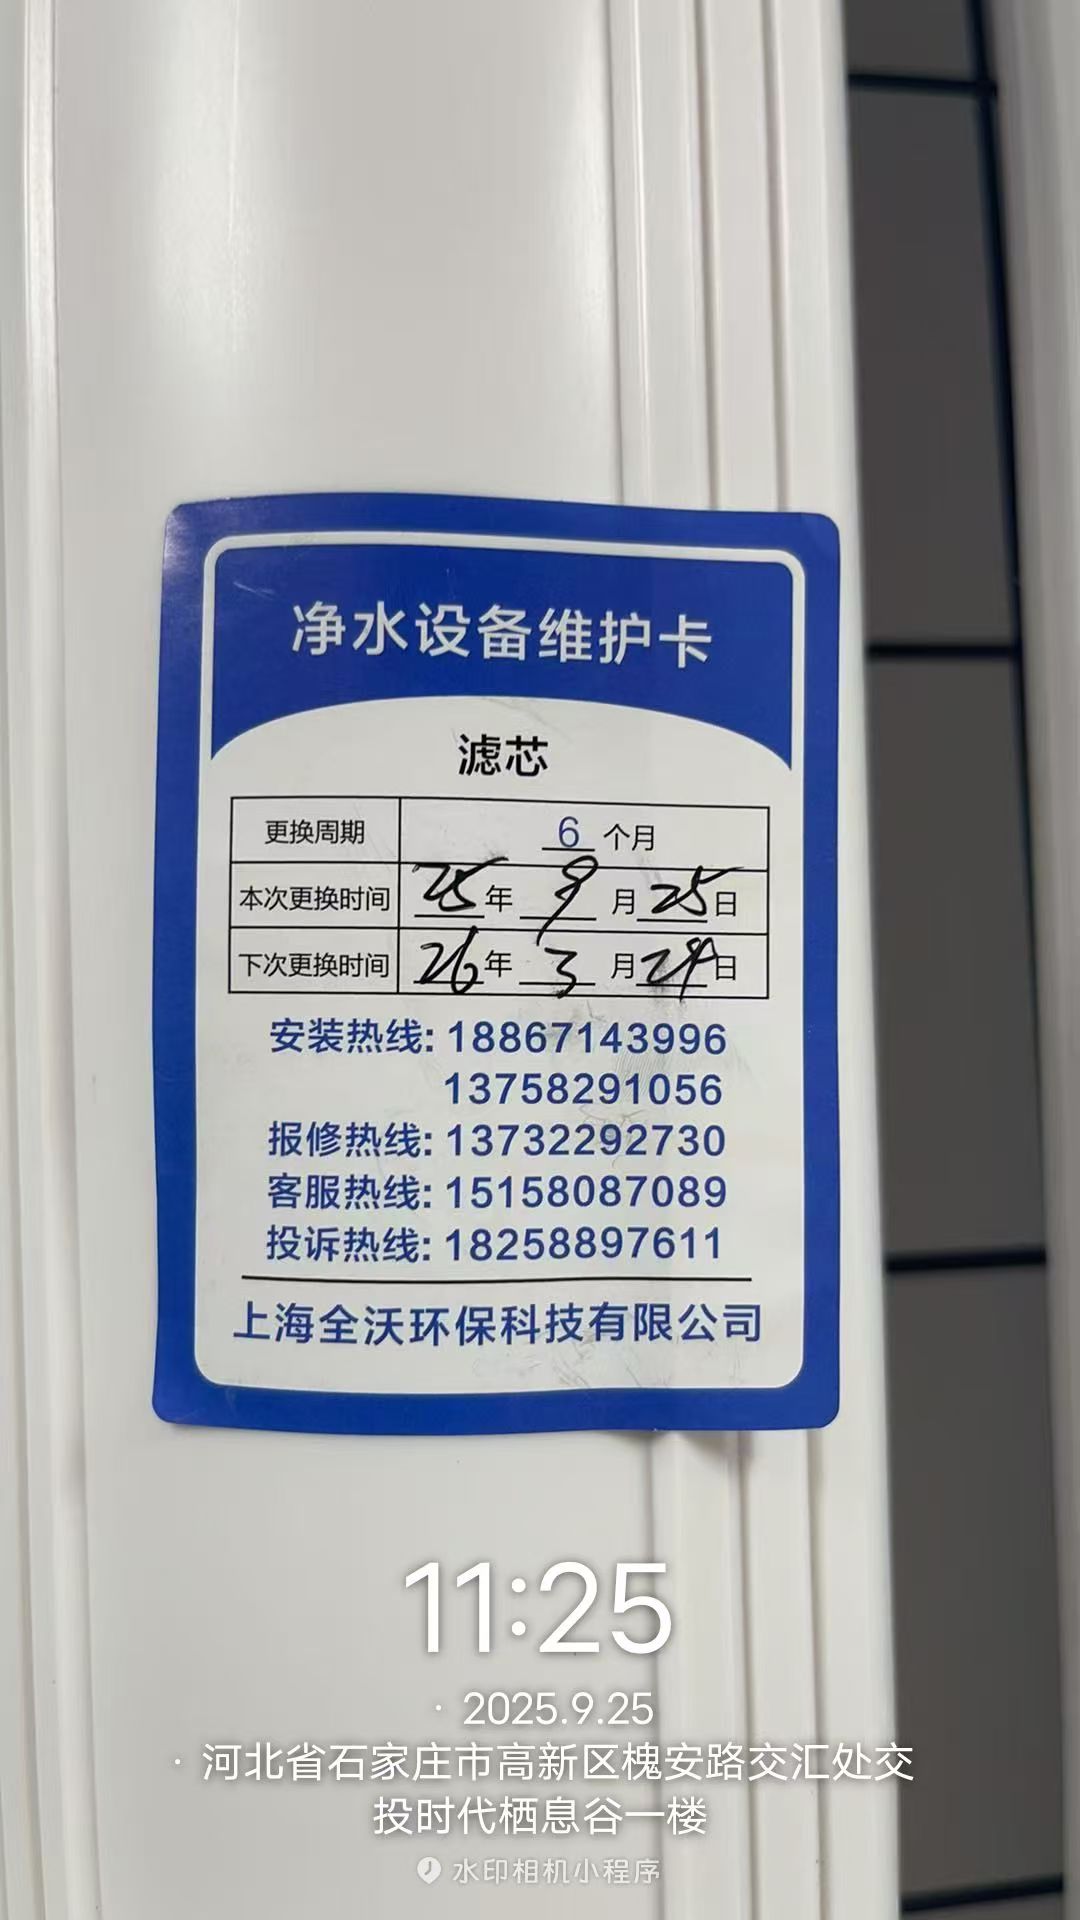 净水设备维护卡
滤芯
更换周期 6 个月
本次更换时间 25年 9 月 25日
下次更换时间 26年 3 月 24日
安装热线: 18867143996
13758291056
报修热线: 13732292730
客服热线: 15158087089
投诉热线: 18258897611
上海全沃环保科技有限公司
11:25
· 2025.9.25
· 河北省石家庄市高新区槐安路交汇处交
投时代栖息谷一楼
水印相机小程序